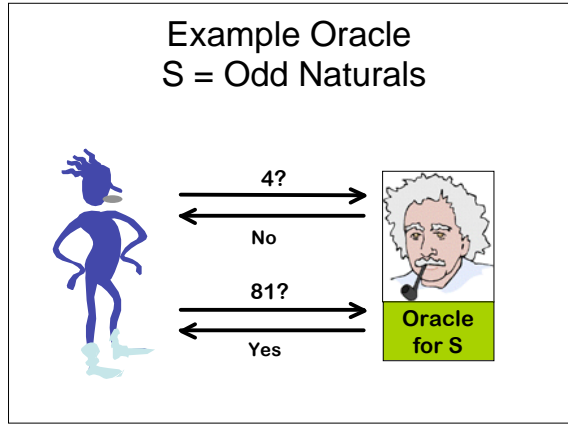 Example Oracle
S = Odd Naturals
4?
No
81?
Yes
Oracle
for S